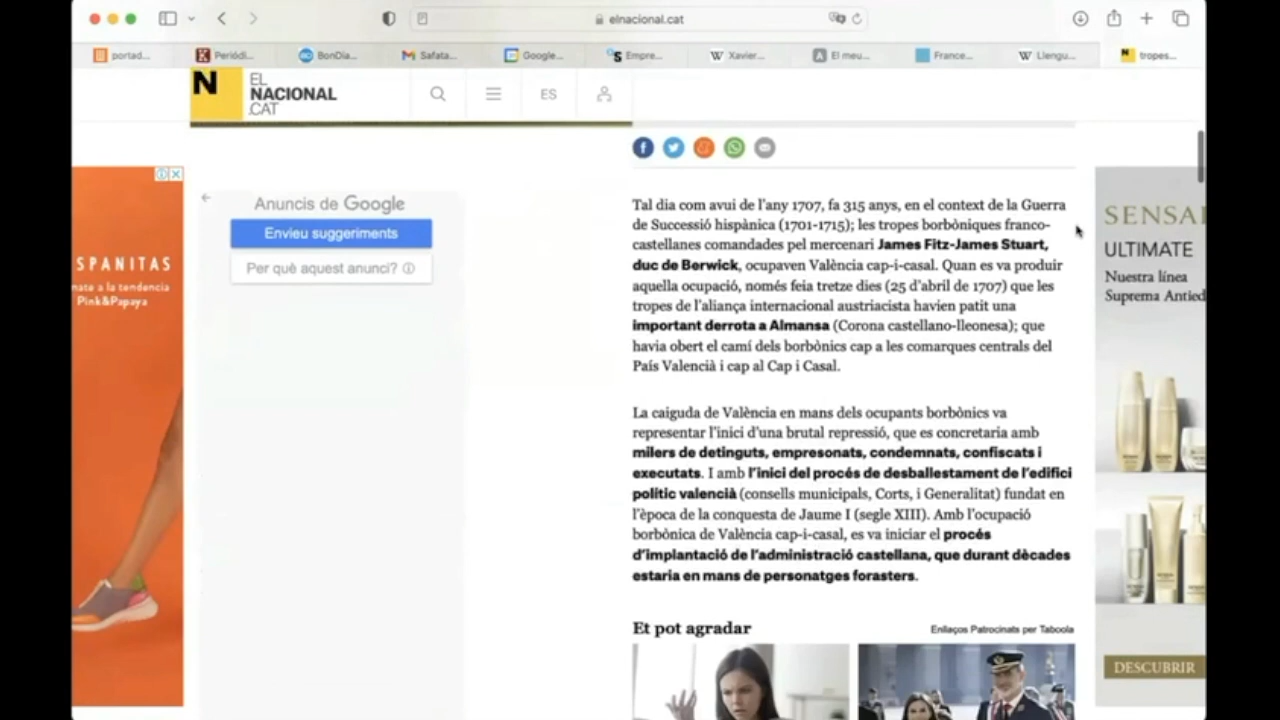 elnacional.cat
portad...
Periódi...
BonDia...
Safata...
Google...
Empre...
Xavier...
El meu...
France...
Llengu...
tropes...
N
EL
NACIONAL
.CAT
ES
Anuncis de Google
Envieu suggeriments
Per què aquest anunci?
SPANITAS
nate a la tendencia
Pink&Papaya
Tal dia com avui de l'any 1707, fa 315 anys, en el context de la Guerra
de Successió hispànica (1701-1715); les tropes borbòniques franco-
castellanes comandades pel mercenari James Fitz-James Stuart,
duc de Berwick, ocupaven València cap-i-casal. Quan es va produir
aquella ocupació, només feia tretze dies (25 d'abril de 1707) que les
tropes de l'aliança internacional austriacista havien patit una
important derrota a Almansa (Corona castellano-lleonesa); que
havia obert el camí dels borbònics cap a les comarques centrals del
País Valencià i cap al Cap i Casal.
La caiguda de València en mans dels ocupants borbònics va
representar l'inici d'una brutal repressió, que es concretaria amb
milers de detinguts, empresonats, condemnats, confiscats i
executats. I amb l'inici del procés de desballestament de l'edifici
polític valencià (consells municipals, Corts, i Generalitat) fundat en
l'època de la conquesta de Jaume I (segle XIII). Amb l'ocupació
borbònica de València cap-i-casal, es va iniciar el procés
d'implantació de l'administració castellana, que durant dècades
estaria en mans de personatges forasters.
Et pot agradar
Enllaços Patrocinats per Taboola
SENSAI
ULTIMATE
Nuestra línea
Suprema Antied
DESCUBRIR